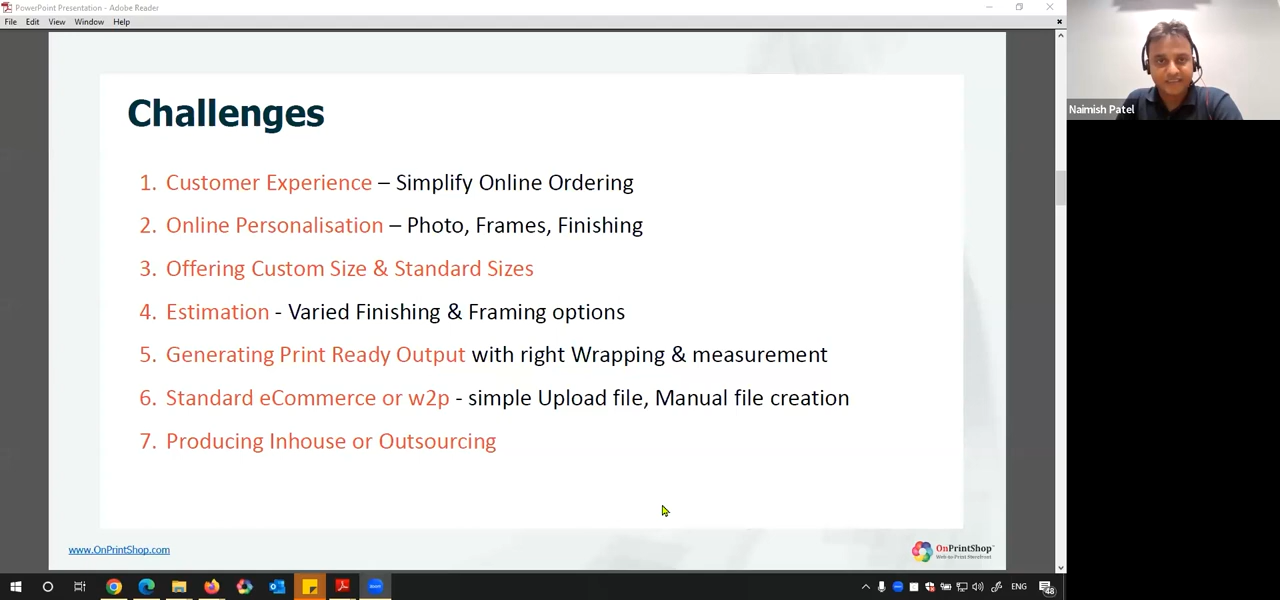 PowerPoint Presentation - Adobe Reader
File Edit View Window Help
Challenges
1. Customer Experience – Simplify Online Ordering
2. Online Personalisation – Photo, Frames, Finishing
3. Offering Custom Size & Standard Sizes
4. Estimation - Varied Finishing & Framing options
5. Generating Print Ready Output with right Wrapping & measurement
6. Standard eCommerce or w2p - simple Upload file, Manual file creation
7. Producing Inhouse or Outsourcing
www.OnPrintShop.com
OnPrintShop
Web to Print Storefront
Naimish Patel
ENG
48